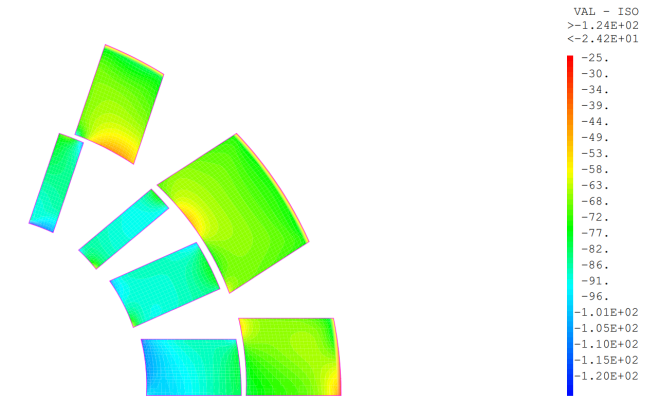 VAL - ISO
>-1.24E+02
<-2.42E+01
-25.
-30.
-34.
-39.
-44.
-49.
-53.
-58.
-63.
-68.
-72.
-77.
-82.
-86.
-91.
-96.
-1.01E+02
-1.05E+02
-1.10E+02
-1.15E+02
-1.20E+02